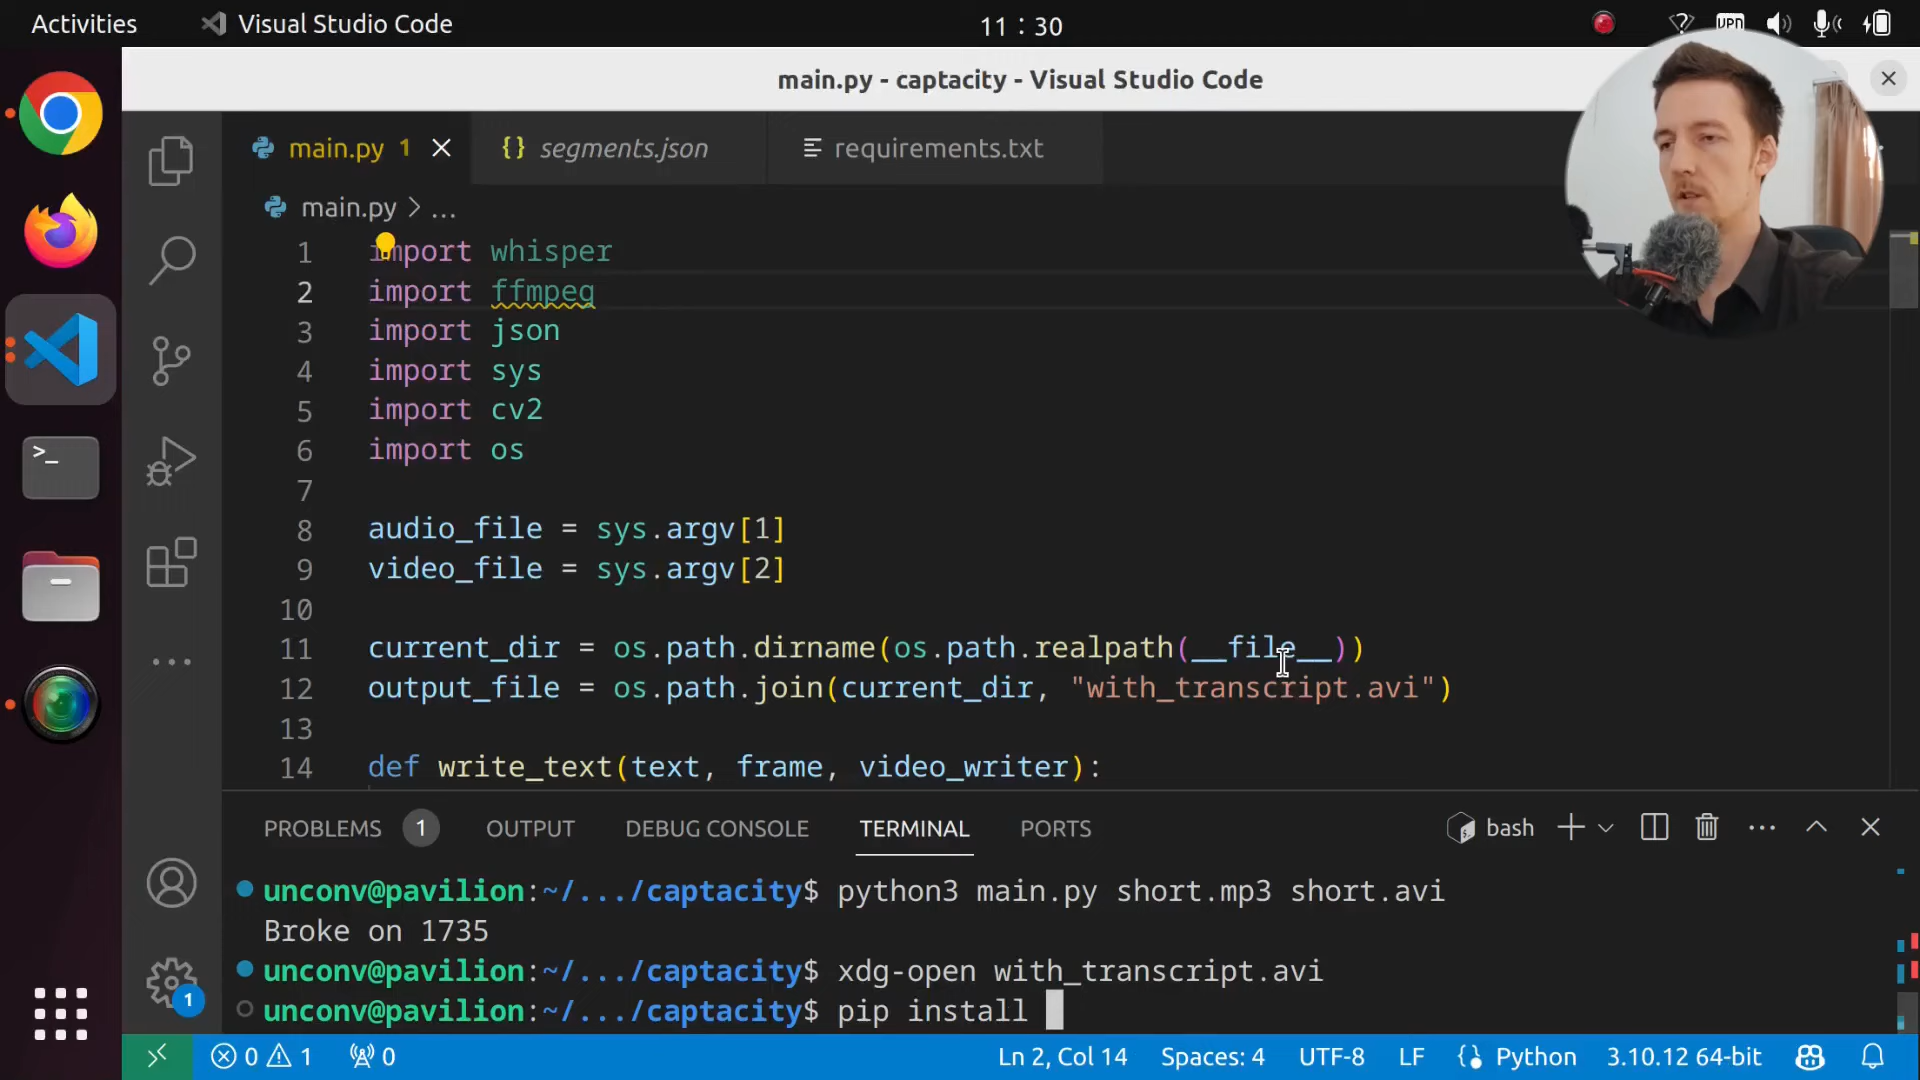 Activities
Visual Studio Code
11 : 30
VPN
main.py - captacity - Visual Studio Code
main.py 1
{} segments.json
requirements.txt
main.py > ...
1 import whisper
2 import ffmpeg
3 import json
4 import sys
5 import cv2
6 import os
7
8 audio_file = sys.argv[1]
9 video_file = sys.argv[2]
10
11 current_dir = os.path.dirname(os.path.realpath(__file__))
12 output_file = os.path.join(current_dir, "with_transcript.avi")
13
14 def write_text(text, frame, video_writer):
PROBLEMS 1 OUTPUT DEBUG CONSOLE TERMINAL PORTS
bash
unconv@pavilion:~/.../captacity$ python3 main.py short.mp3 short.avi
Broke on 1735
unconv@pavilion:~/.../captacity$ xdg-open with_transcript.avi
unconv@pavilion:~/.../captacity$ pip install
1
0 1 0 Ln 2, Col 14 Spaces: 4 UTF-8 LF Python 3.10.12 64-bit